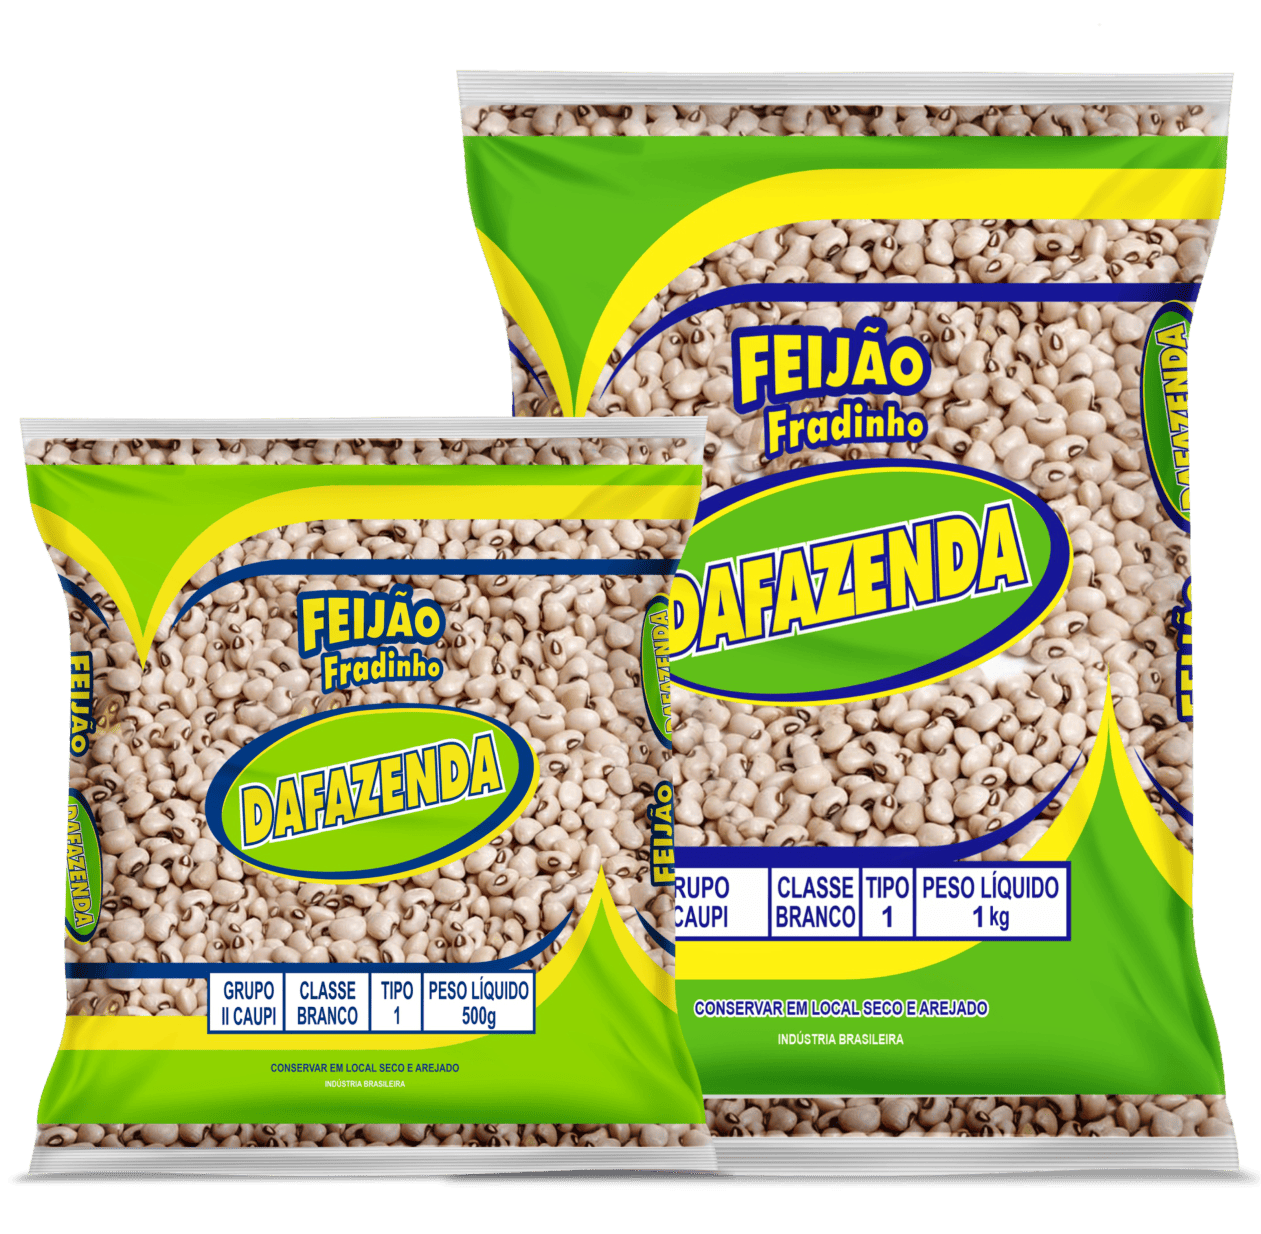 FEIJÃO
Fradinho
DAFAZENDA
DAFAZENDA
RUPO
CAUPI
CLASSE
BRANCO
TIPO
1
PESO LÍQUIDO
1 kg
CONSERVAR EM LOCAL SECO E AREJADO
INDÚSTRIA BRASILEIRA
FEIJÃO
Fradinho
DAFAZENDA
FEIJÃO
DAFAZENDA
DAFAZENDA
FEIJÃO
GRUPO
II CAUPI
CLASSE
BRANCO
TIPO
1
PESO LÍQUIDO
500g
CONSERVAR EM LOCAL SECO E AREJADO
INDÚSTRIA BRASILEIRA